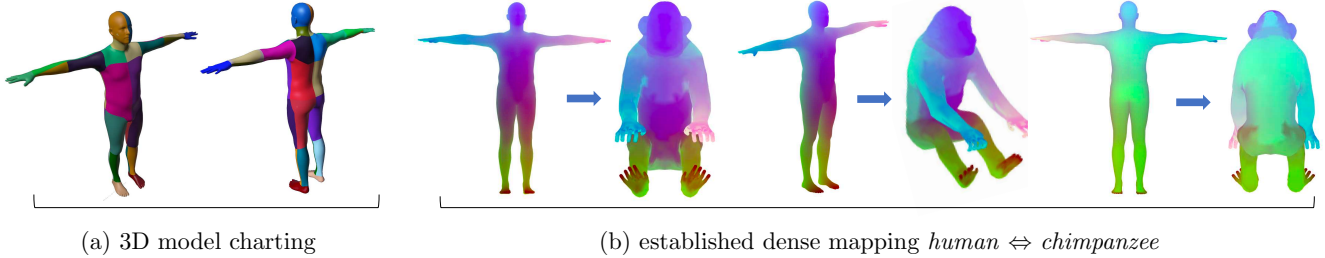 (a) 3D model charting
(b) established dense mapping human ⇔ chimpanzee